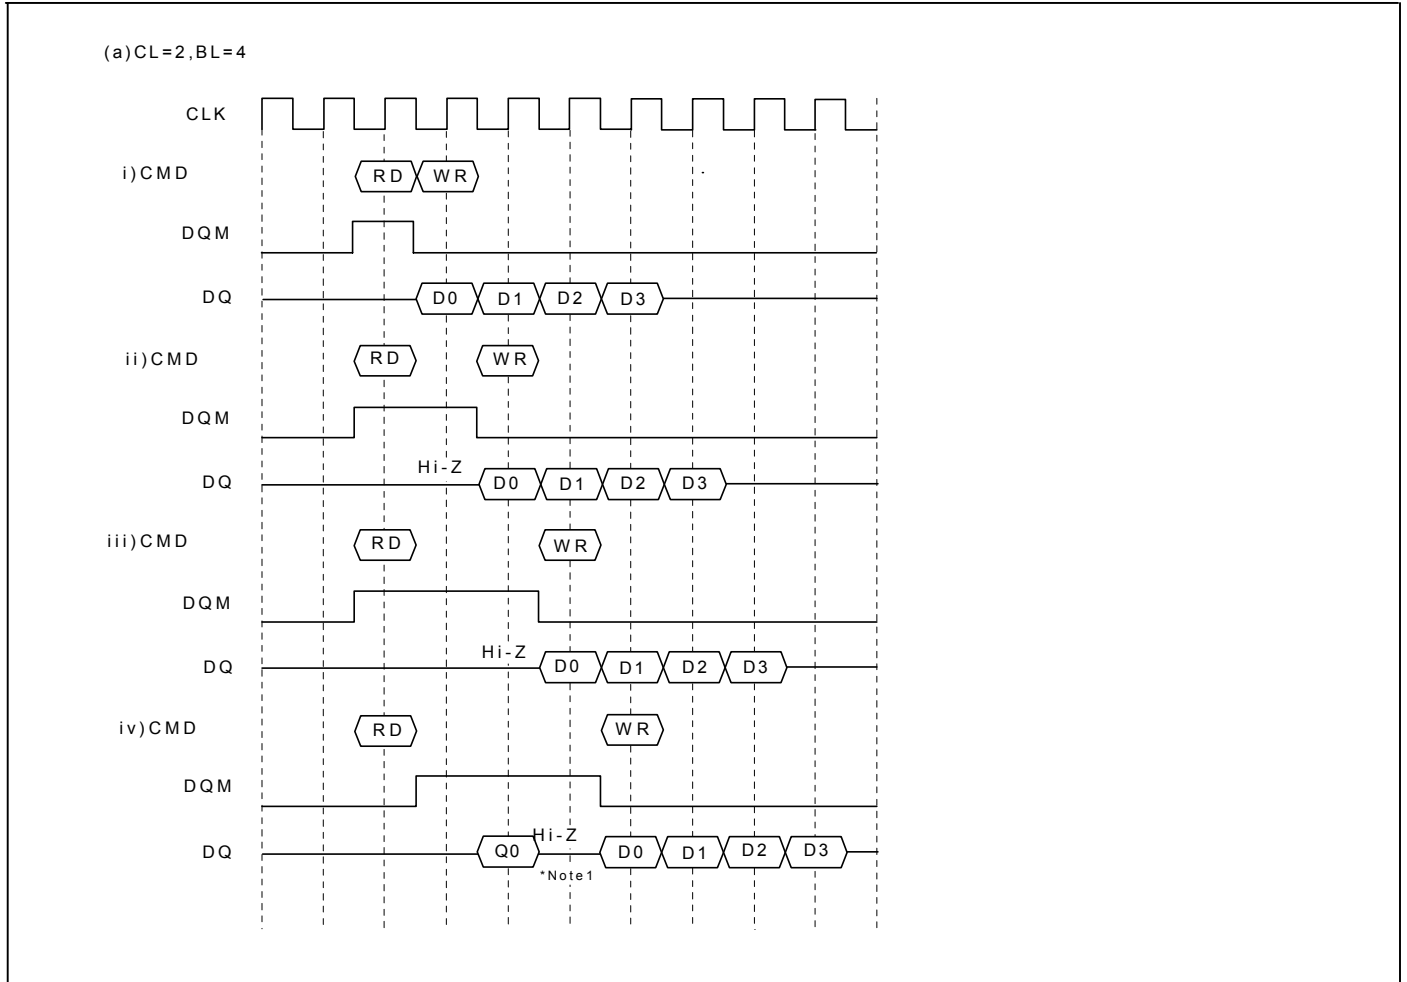 (a)CL=2,BL=4
CLK
i)CMD RD WR
DQM
DQ D0 D1 D2 D3
ii)CMD RD WR
DQM
Hi-Z
DQ D0 D1 D2 D3
iii)CMD RD WR
DQM
Hi-Z
DQ D0 D1 D2 D3
iv)CMD RD WR
DQM
Hi-Z
DQ Q0 D0 D1 D2 D3
*Note1